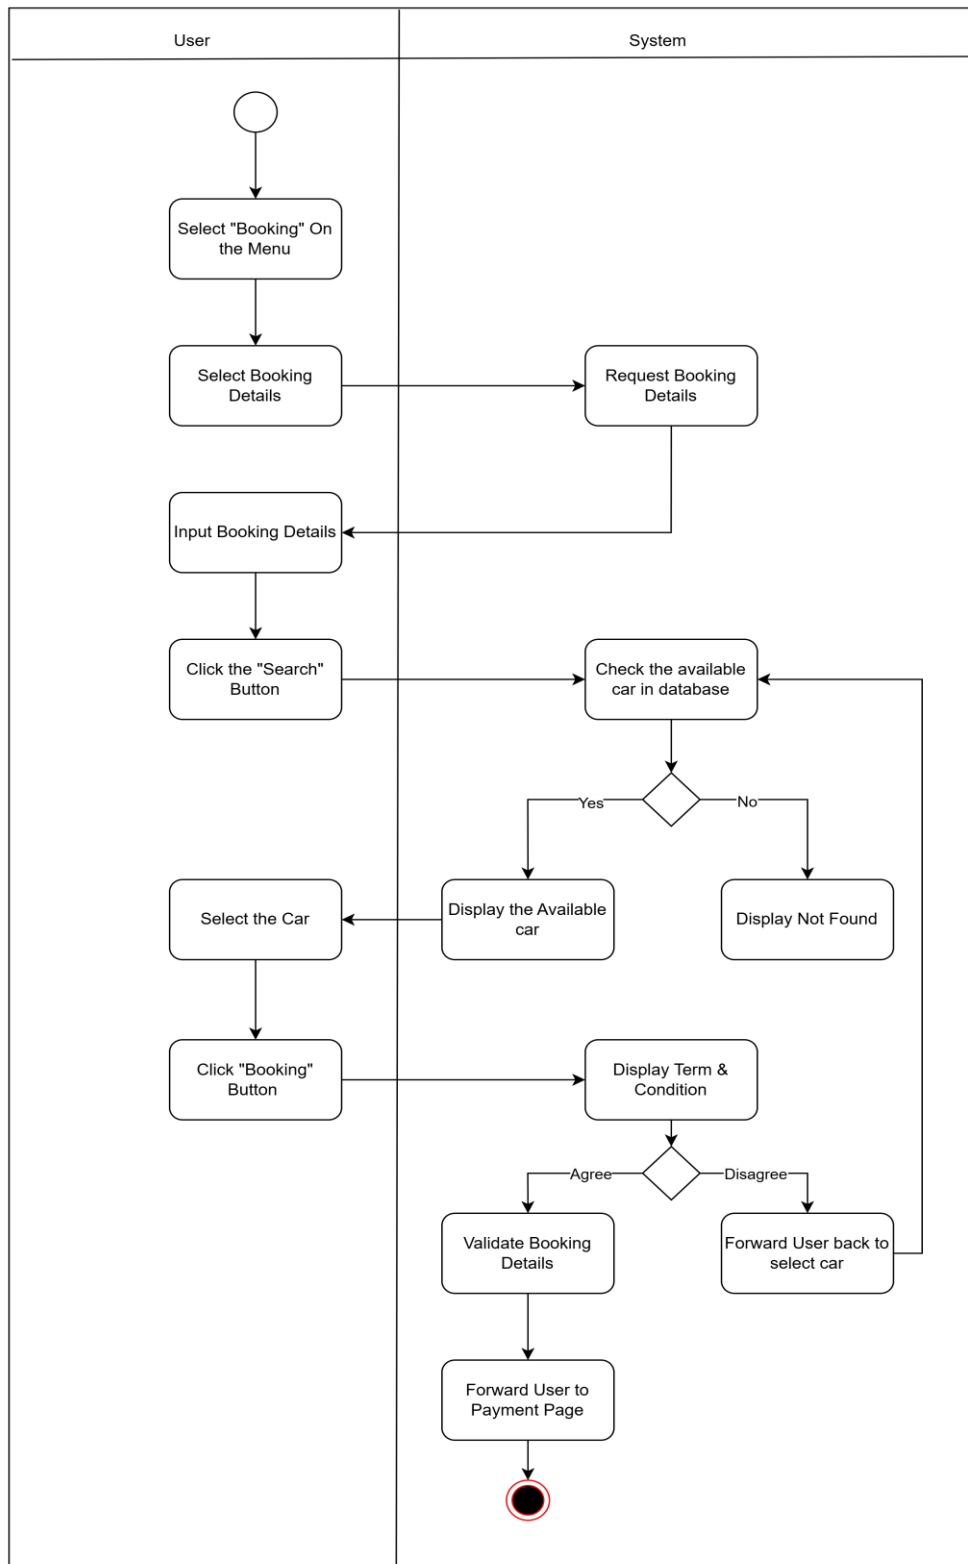 User
System
Select "Booking" On
the Menu
Select Booking
Details
Request Booking
Details
Input Booking Details
Click the "Search"
Button
Check the available
car in database
Yes
No
Select the Car
Display the Available
car
Display Not Found
Click "Booking"
Button
Display Term &
Condition
Agree
Disagree
Validate Booking
Details
Forward User back to
select car
Forward User to
Payment Page